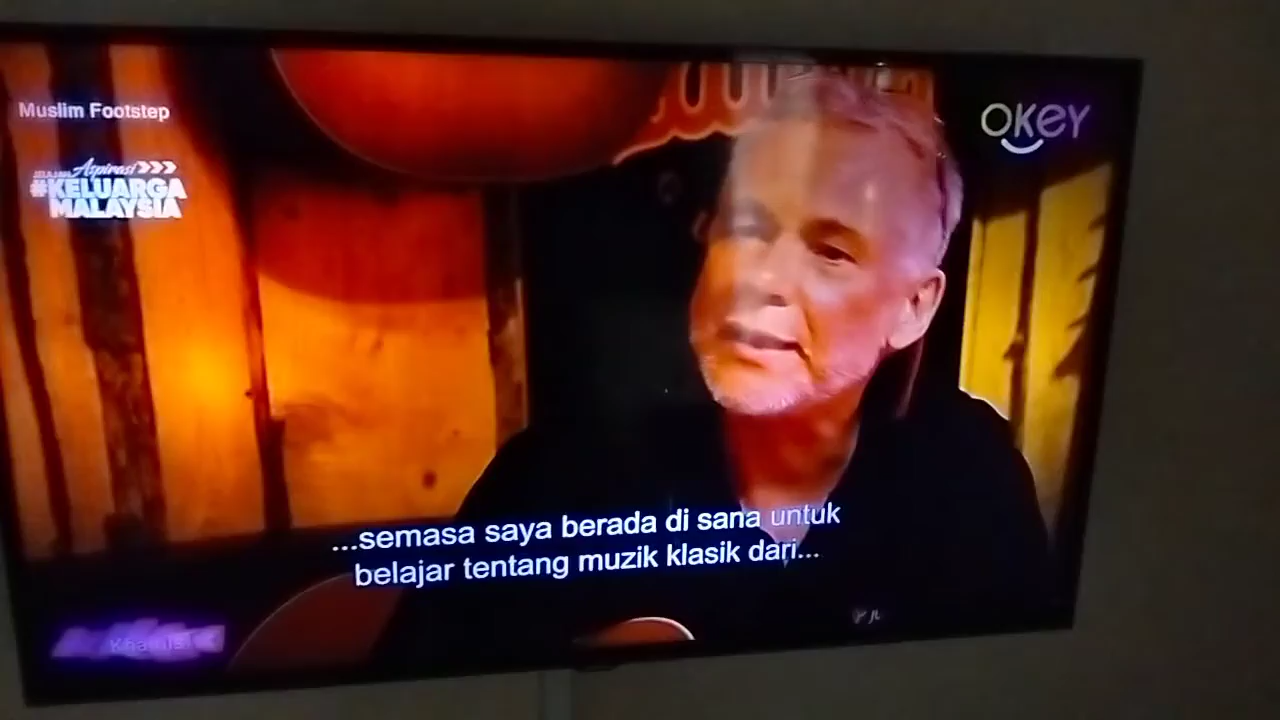 Muslim Footstep
OKEY
Aspirasi
#KELUARGA
MALAYSIA
...semasa saya berada di sana untuk
belajar tentang muzik klasik dari...